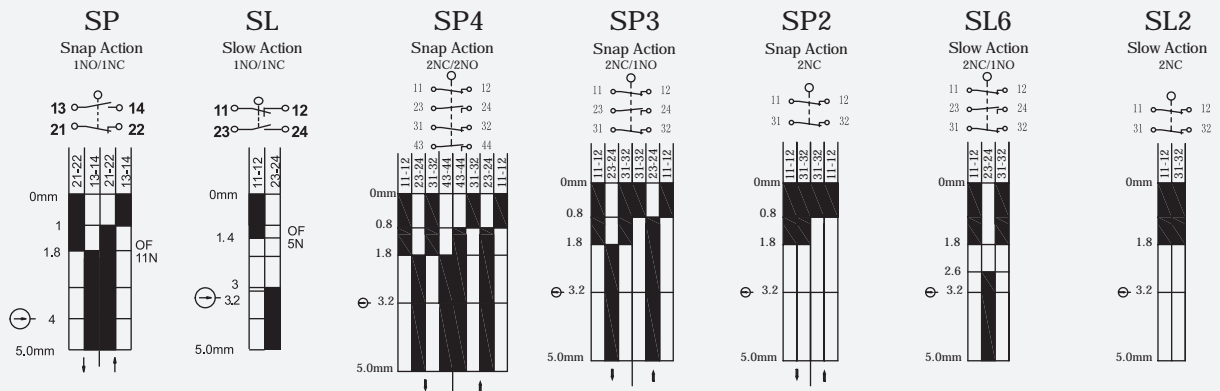 SP
Snap Action
1NO/1NC
13 14
21 22
21-22 13-14 21-22 13-14
0mm
1
1.8
4
5.0mm
OF
11N
SL
Slow Action
1NO/1NC
11 12
23 24
11-12 23-24
1.4
3
3.2
5.0mm
OF
5N
SP4
Snap Action
2NC/2NO
11 12
23 24
31 32
43 44
11-12 23-24 31-32 43-44 43-44 31-32 23-24 11-12
0mm
0.8
1.8
3.2
5.0mm
SP3
Snap Action
2NC/1NO
11 12
23 24
31 32
11-12 23-24 31-32 31-32 23-24 11-12
0mm
0.8
1.8
3.2
5.0mm
SP2
Snap Action
2NC
11 12
31 32
11-12 31-32 31-32 11-12
0mm
0.8
1.8
3.2
5.0mm
SL6
Slow Action
2NC/1NO
11 12
23 24
31 32
11-12 23-24 31-32
0mm
1.8
2.6
3.2
5.0mm
SL2
Slow Action
2NC
11 12
31 32
11-12 31-32
0mm
1.8
3.2
5.0mm